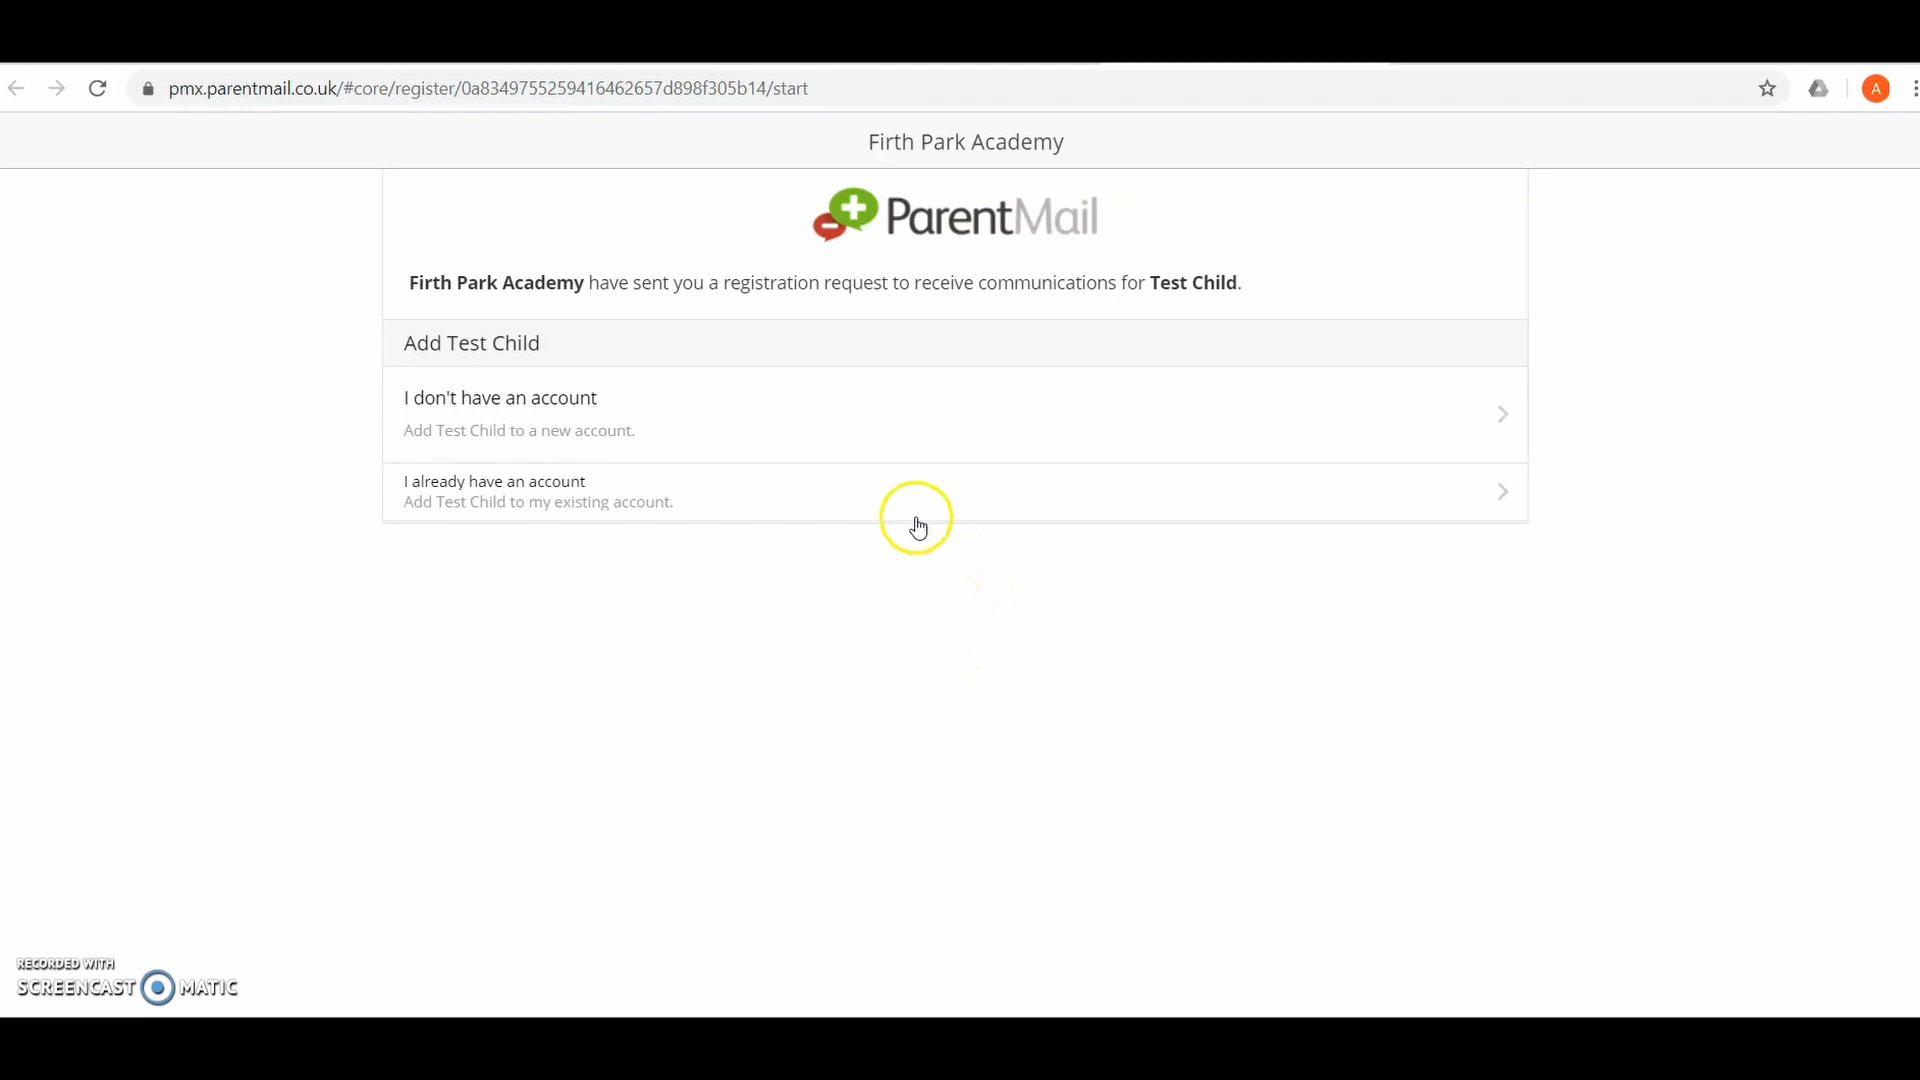 pmx.parentmail.co.uk/#core/register/0a8349755259416462657d898f305b14/start
A
Firth Park Academy
ParentMail
Firth Park Academy have sent you a registration request to receive communications for Test Child.
Add Test Child
I don't have an account
Add Test Child to a new account.
I already have an account
Add Test Child to my existing account.
RECORDED WITH
SCREENCAST MATIC